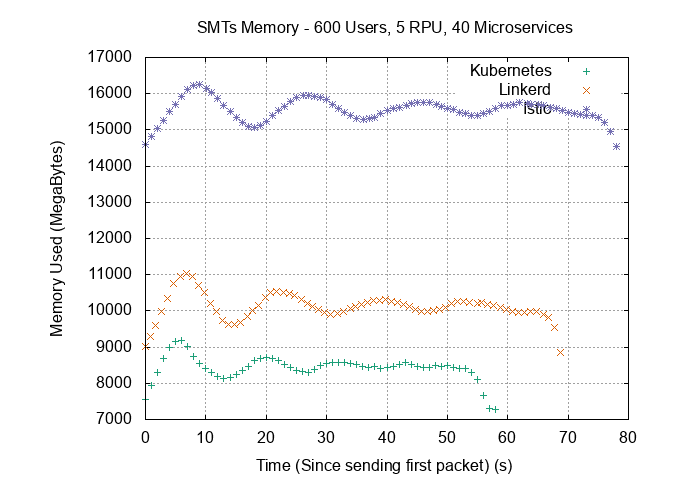 SMTs Memory - 600 Users, 5 RPU, 40 Microservices
17000
16000
15000
14000
13000
12000
11000
10000
9000
8000
7000
Memory Used (MegaBytes)
Kubernetes
Linkerd
Istio
0 10 20 30 40 50 60 70 80
Time (Since sending first packet) (s)